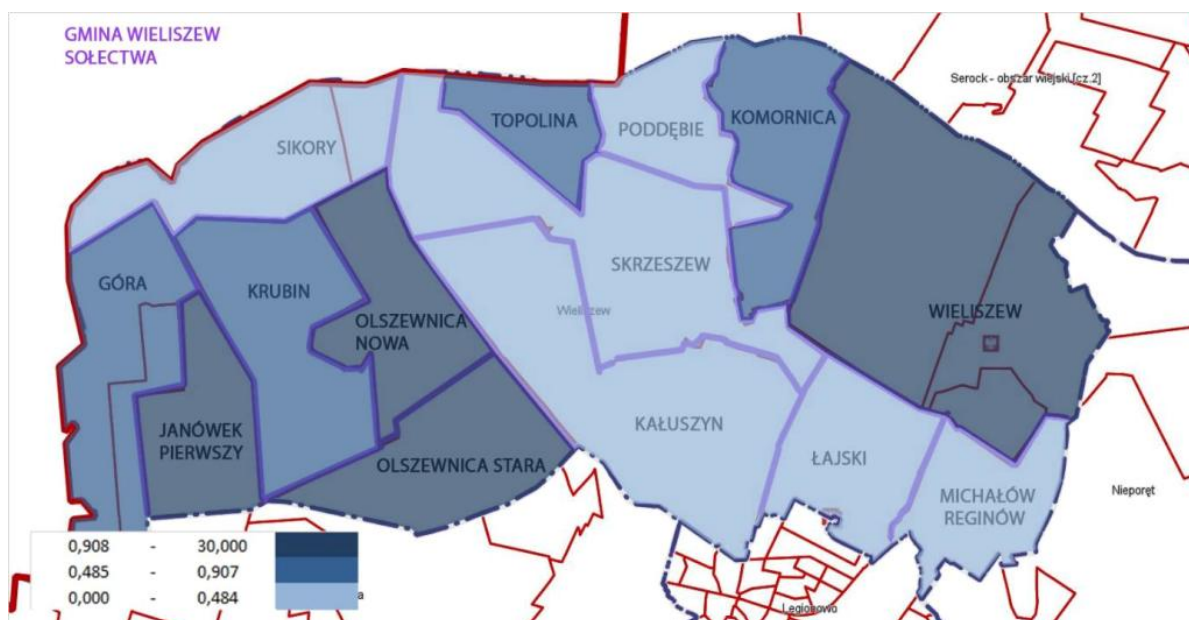 GMINA WIELISZEW
SOŁECTWA
Serock - obszar wiejski [cz.2]
TOPOLINA
KOMORNICA
PODDĘBIE
SIKORY
SKRZESZEW
GÓRA
KRUBIN
Wieliszew
WIELISZEW
OLSZEWNICA
NOWA
KAŁUSZYN
JANÓWEK
PIERWSZY
OLSZEWNICA STARA
ŁAJSKI
MICHAŁÓW
REGINÓW
Nieporęt
0,908 - 30,000
0,485 - 0,907
0,000 - 0,484
a
Legionowo